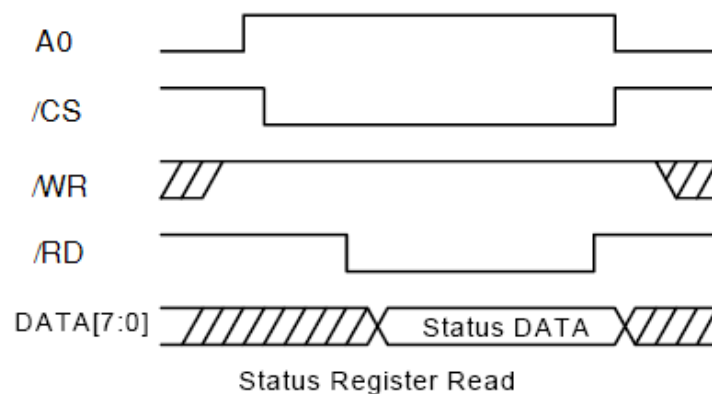 A0
/CS
/WR
/RD
DATA[7:0]
Status DATA
Status Register Read